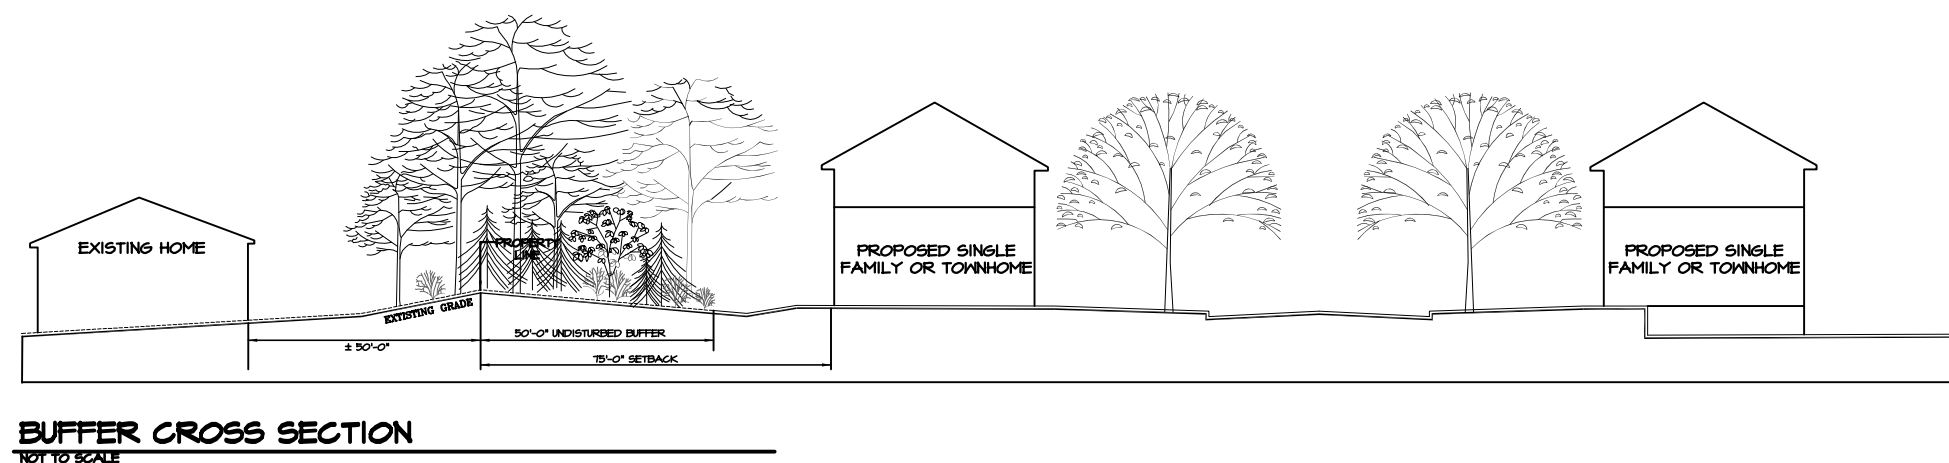 PROPERTY
LINE
EXISTING HOME
PROPOSED SINGLE
FAMILY OR TOWNHOME
PROPOSED SINGLE
FAMILY OR TOWNHOME
EXTISTING GRADE
50'-0" UNDISTURBED BUFFER
± 50'-0"
75'-0" SETBACK
BUFFER CROSS SECTION
NOT TO SCALE